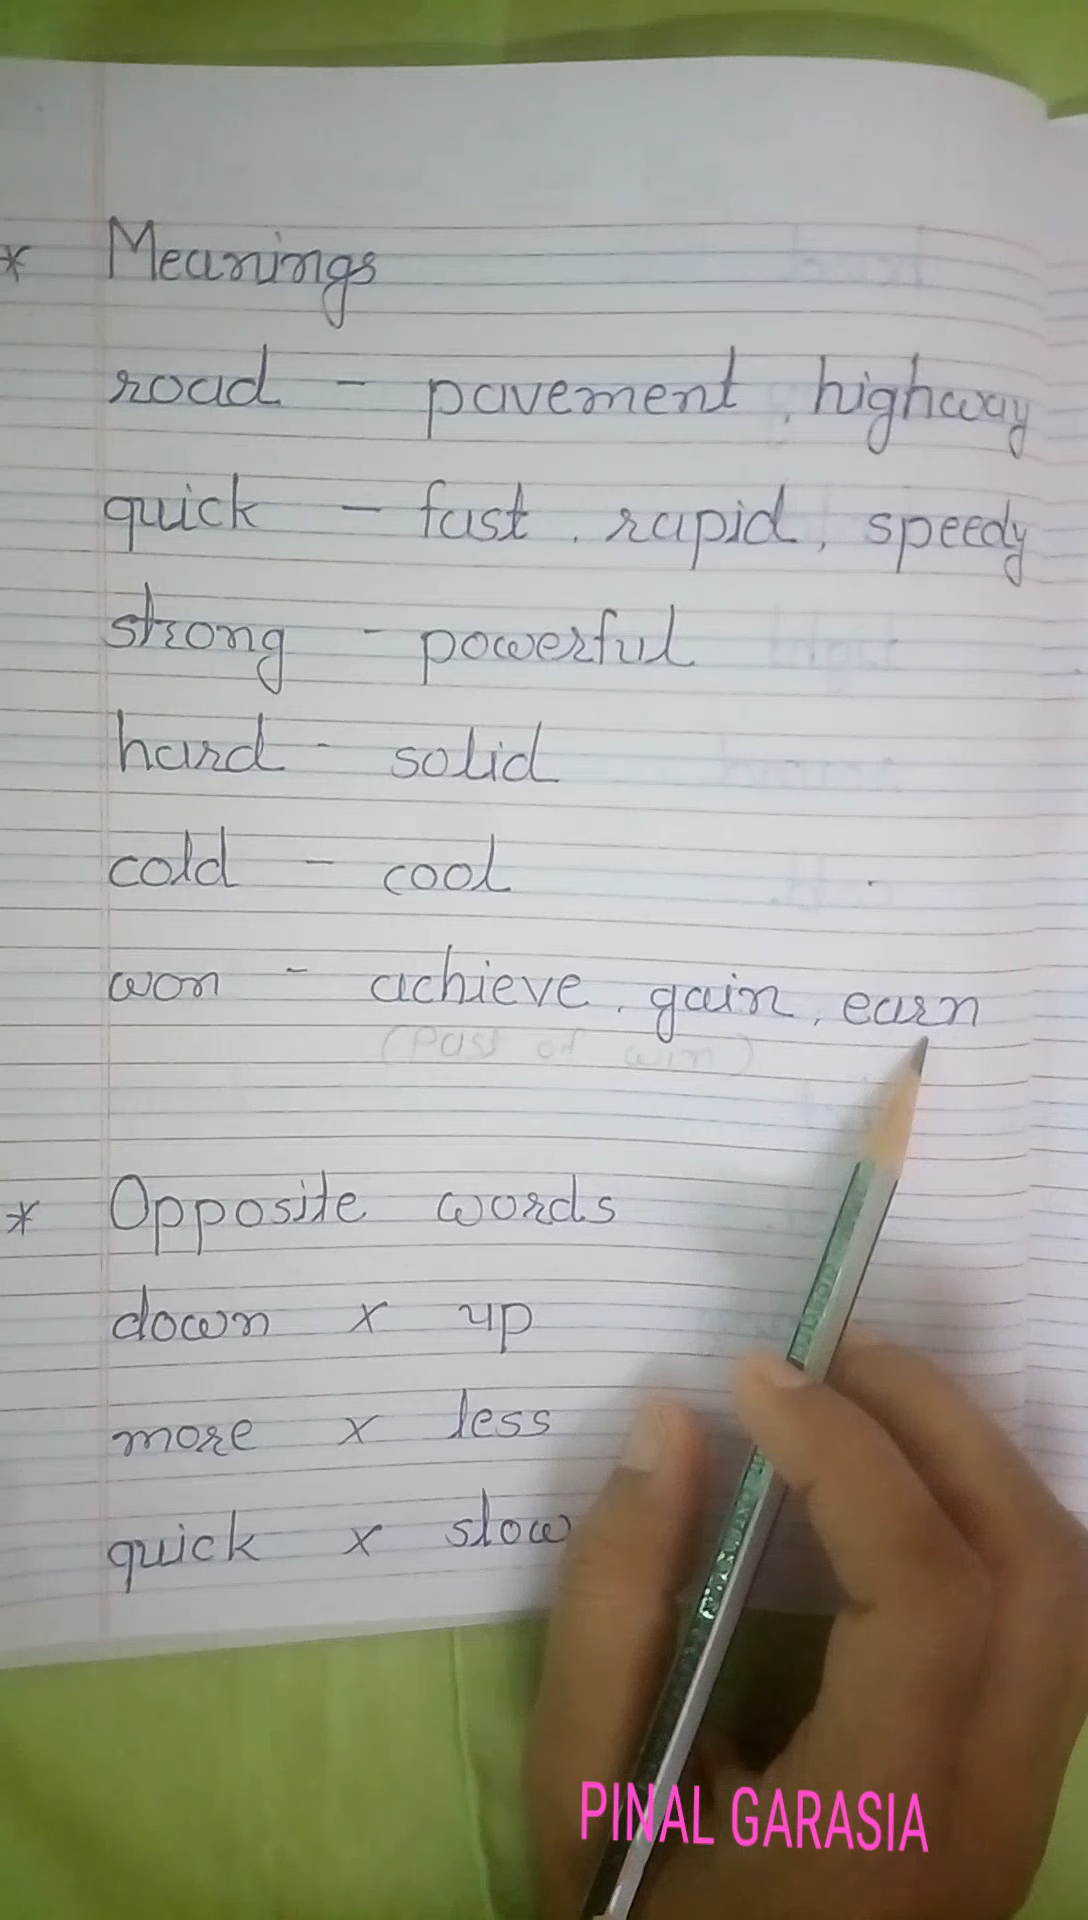 * Meanings
road - pavement, highway
quick - fast, rapid, speedy
strong - powerful
hard - solid
cold - cool
won - achieve, gain, earn
(past of win)
* Opposite words
down x up
more x less
quick x slow
PINAL GARASIA